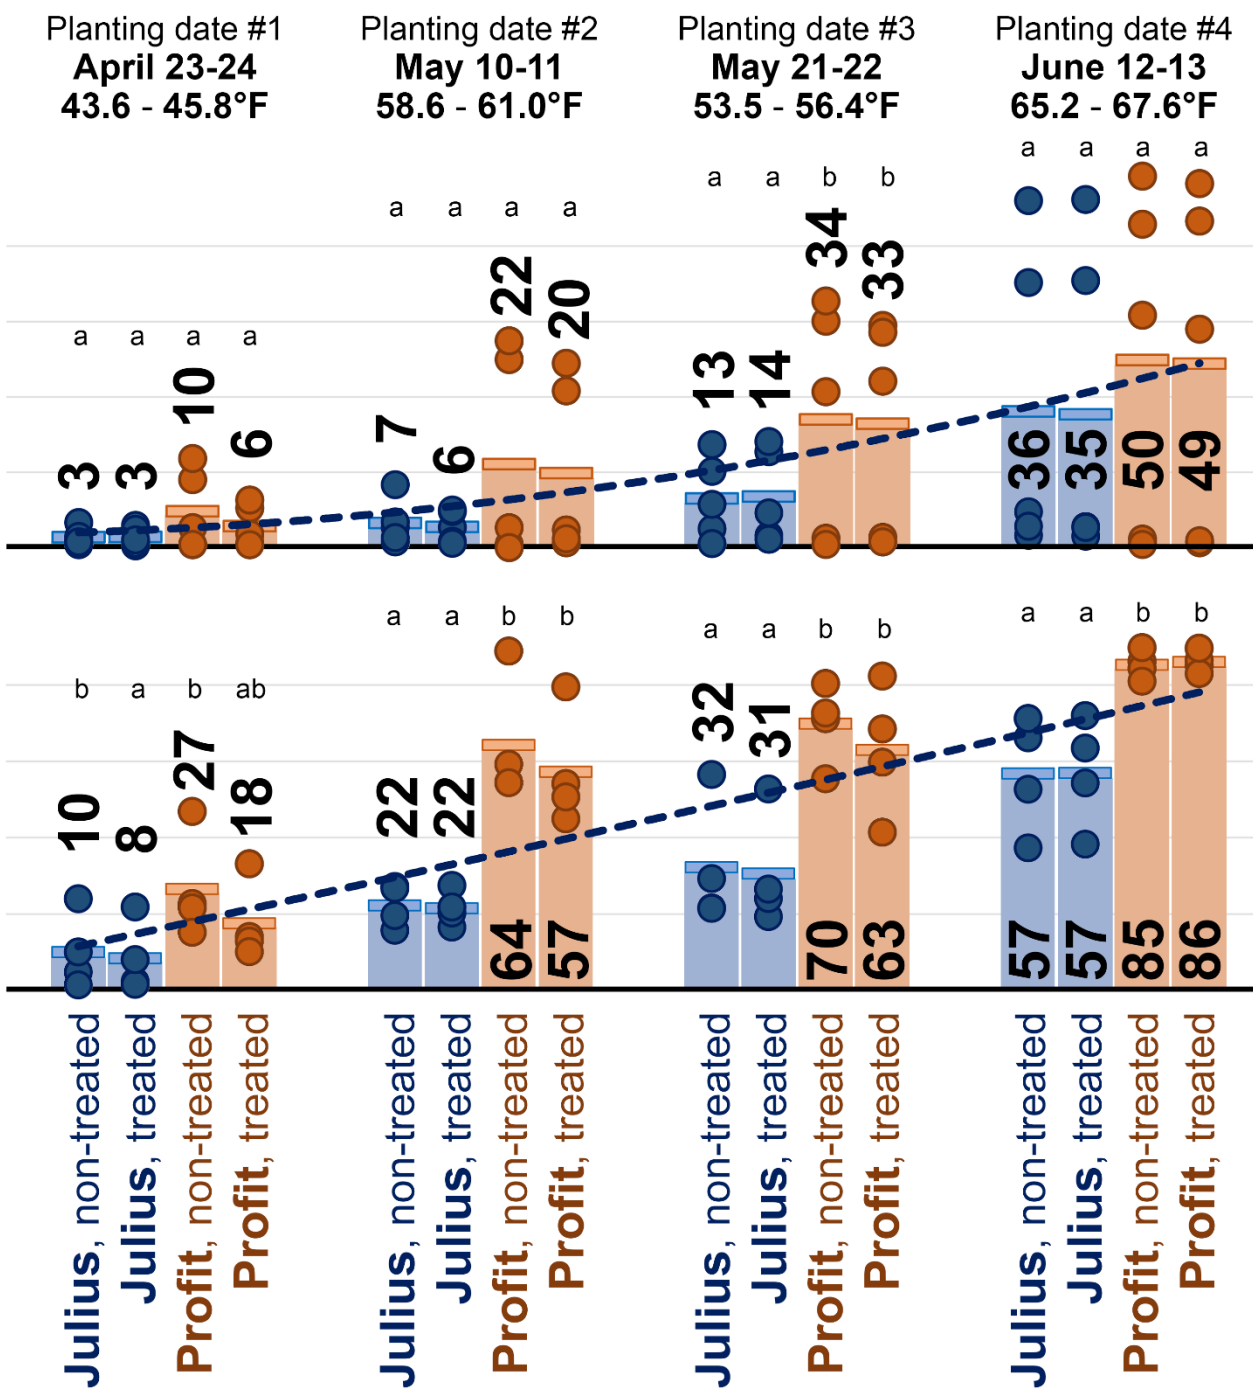 Planting date #1
April 23-24
43.6 - 45.8°F
Planting date #2
May 10-11
58.6 - 61.0°F
Planting date #3
May 21-22
53.5 - 56.4°F
Planting date #4
June 12-13
65.2 - 67.6°F
a a a a
3 3 10 6
a a a a
7 6 22 20
a a b b
13 14 34 33
a a a a
36 35 50 49
b a b ab
10 8 27 18
a a b b
22 22 64 57
a a b b
32 31 70 63
a a b b
57 57 85 86
Julius, non-treated
Julius, treated
Profit, non-treated
Profit, treated
Julius, non-treated
Julius, treated
Profit, non-treated
Profit, treated
Julius, non-treated
Julius, treated
Profit, non-treated
Profit, treated
Julius, non-treated
Julius, treated
Profit, non-treated
Profit, treated